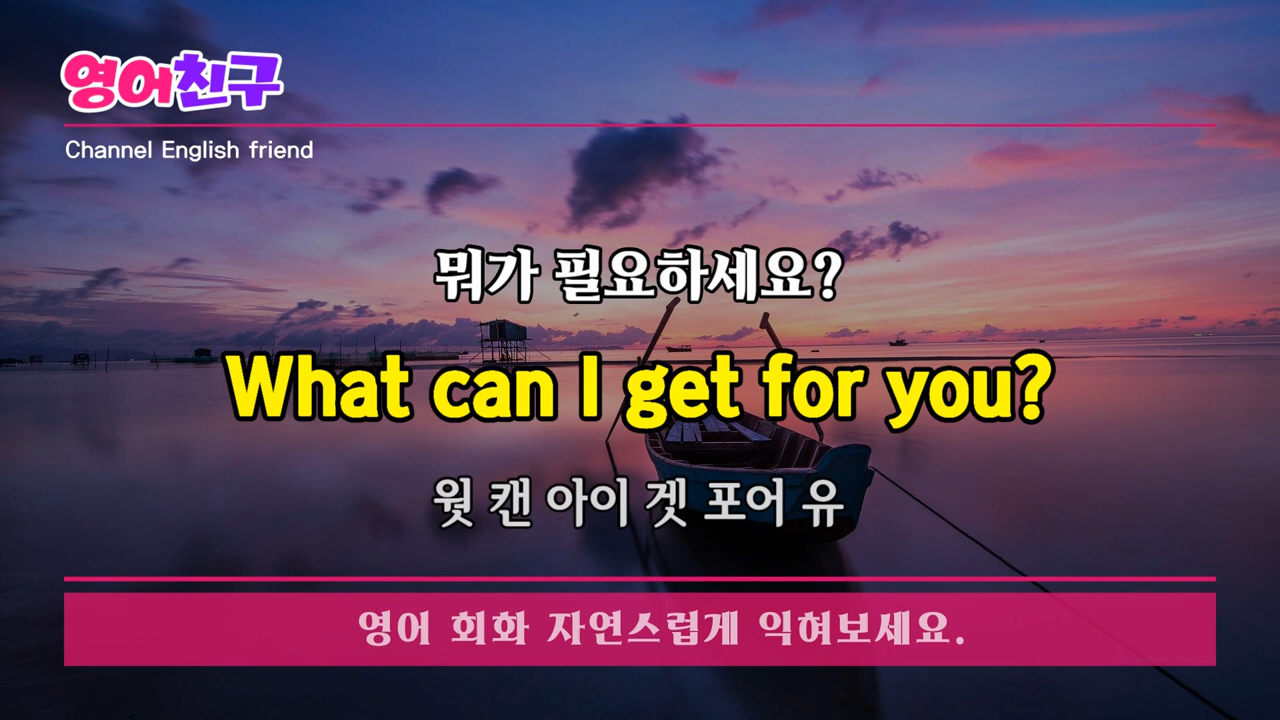 영어친구
Channel English friend
뭐가 필요하세요?
What can I get for you?
웟 캔 아이 겟 포어 유
영어 회화 자연스럽게 익혀보세요.